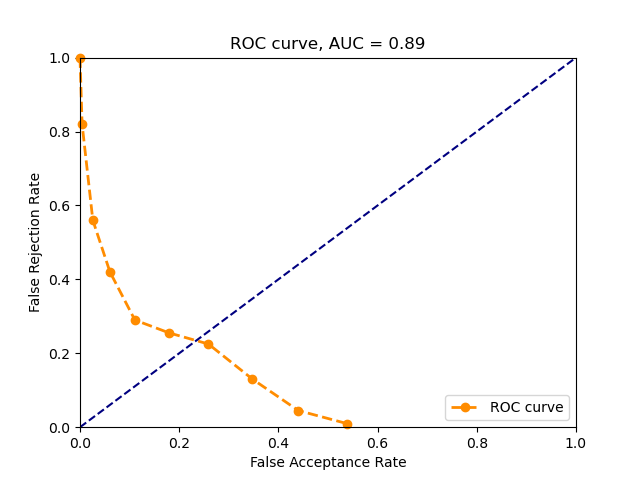 ROC curve, AUC = 0.89
1.0
0.8
0.6
0.4
0.2
0.0
False Rejection Rate
ROC curve
0.0 0.2 0.4 0.6 0.8 1.0
False Acceptance Rate